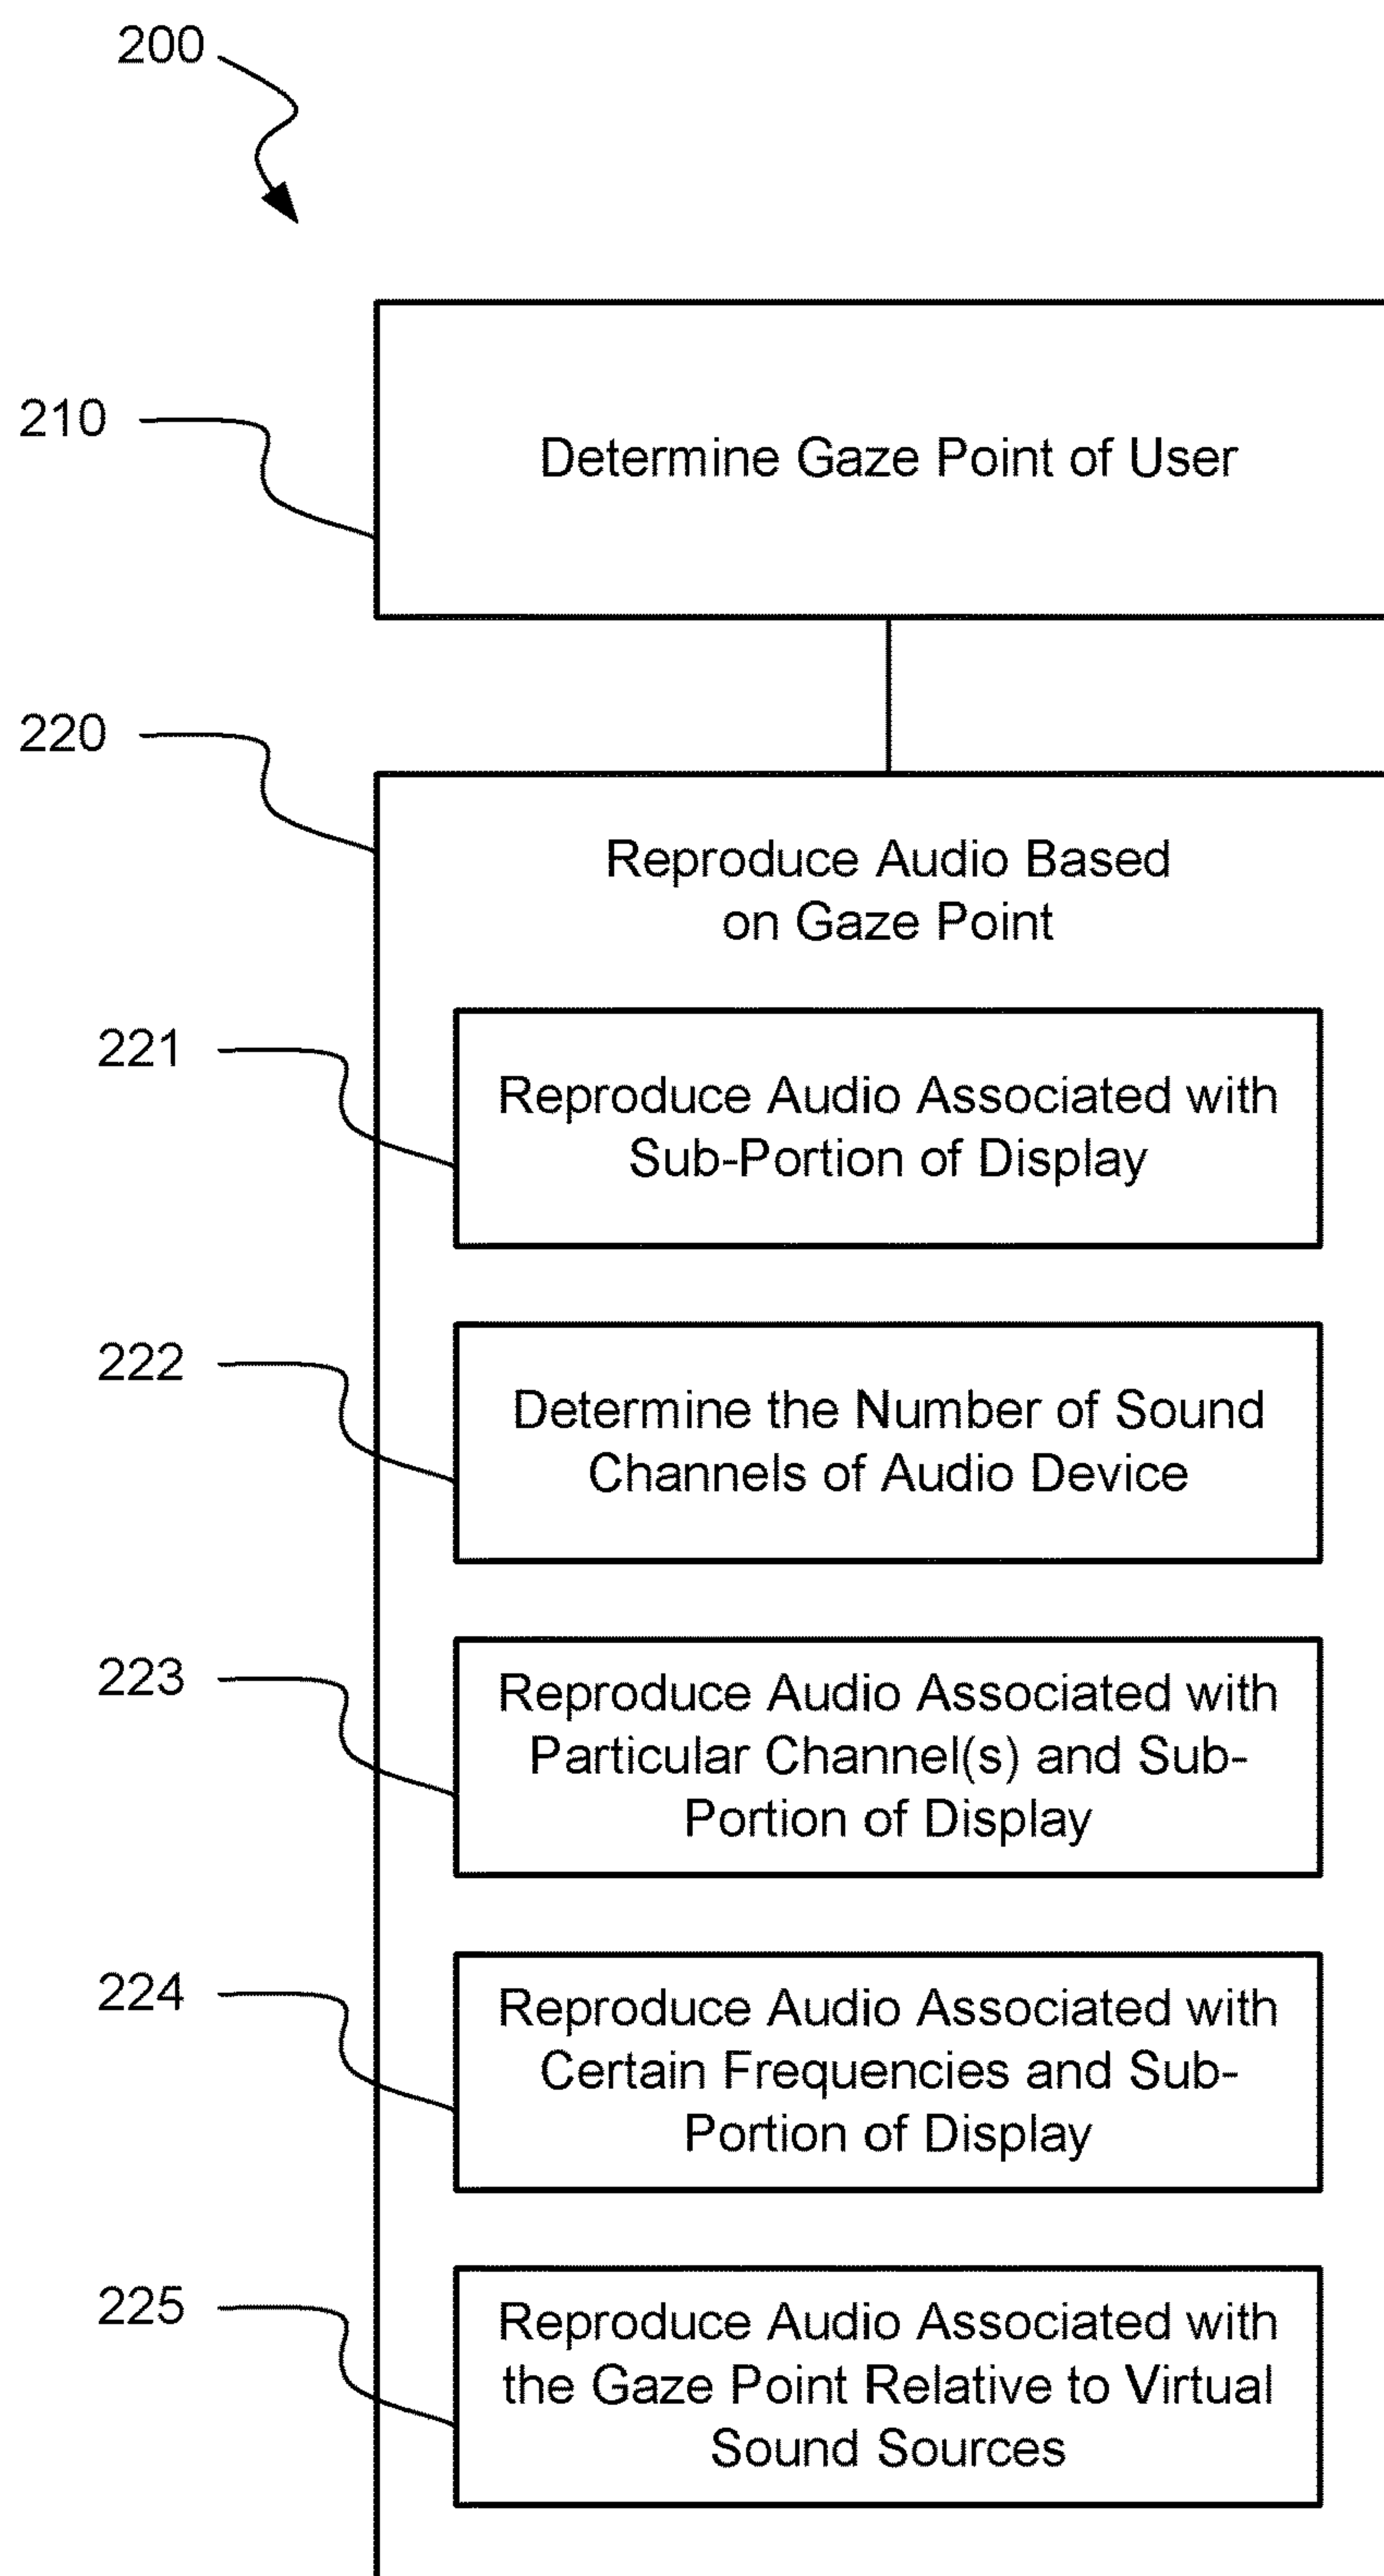 200
210
Determine Gaze Point of User
220
Reproduce Audio Based
on Gaze Point
221
Reproduce Audio Associated with
Sub-Portion of Display
222
Determine the Number of Sound
Channels of Audio Device
223
Reproduce Audio Associated with
Particular Channel(s) and Sub-
Portion of Display
224
Reproduce Audio Associated with
Certain Frequencies and Sub-
Portion of Display
225
Reproduce Audio Associated with
the Gaze Point Relative to Virtual
Sound Sources